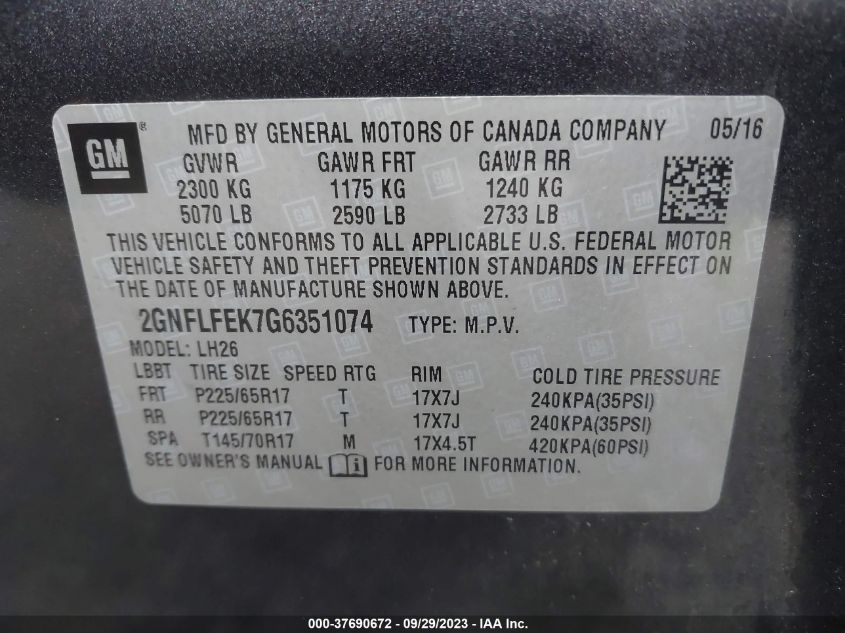 GM ® MFD BY GENERAL MOTORS OF CANADA COMPANY 05/16
GVWR GAWR FRT GAWR RR
2300 KG 1175 KG 1240 KG
5070 LB 2590 LB 2733 LB
THIS VEHICLE CONFORMS TO ALL APPLICABLE U.S. FEDERAL MOTOR
VEHICLE SAFETY AND THEFT PREVENTION STANDARDS IN EFFECT ON
THE DATE OF MANUFACTURE SHOWN ABOVE.
2GNFLFEK7G6351074 TYPE: M.P.V.
MODEL: LH26
LBBT TIRE SIZE SPEED RTG RIM COLD TIRE PRESSURE
FRT P225/65R17 T 17X7J 240KPA(35PSI)
RR P225/65R17 T 17X7J 240KPA(35PSI)
SPA T145/70R17 M 17X4.5T 420KPA(60PSI)
SEE OWNER'S MANUAL i FOR MORE INFORMATION.
000-37690672 - 09/29/2023 - IAA Inc.